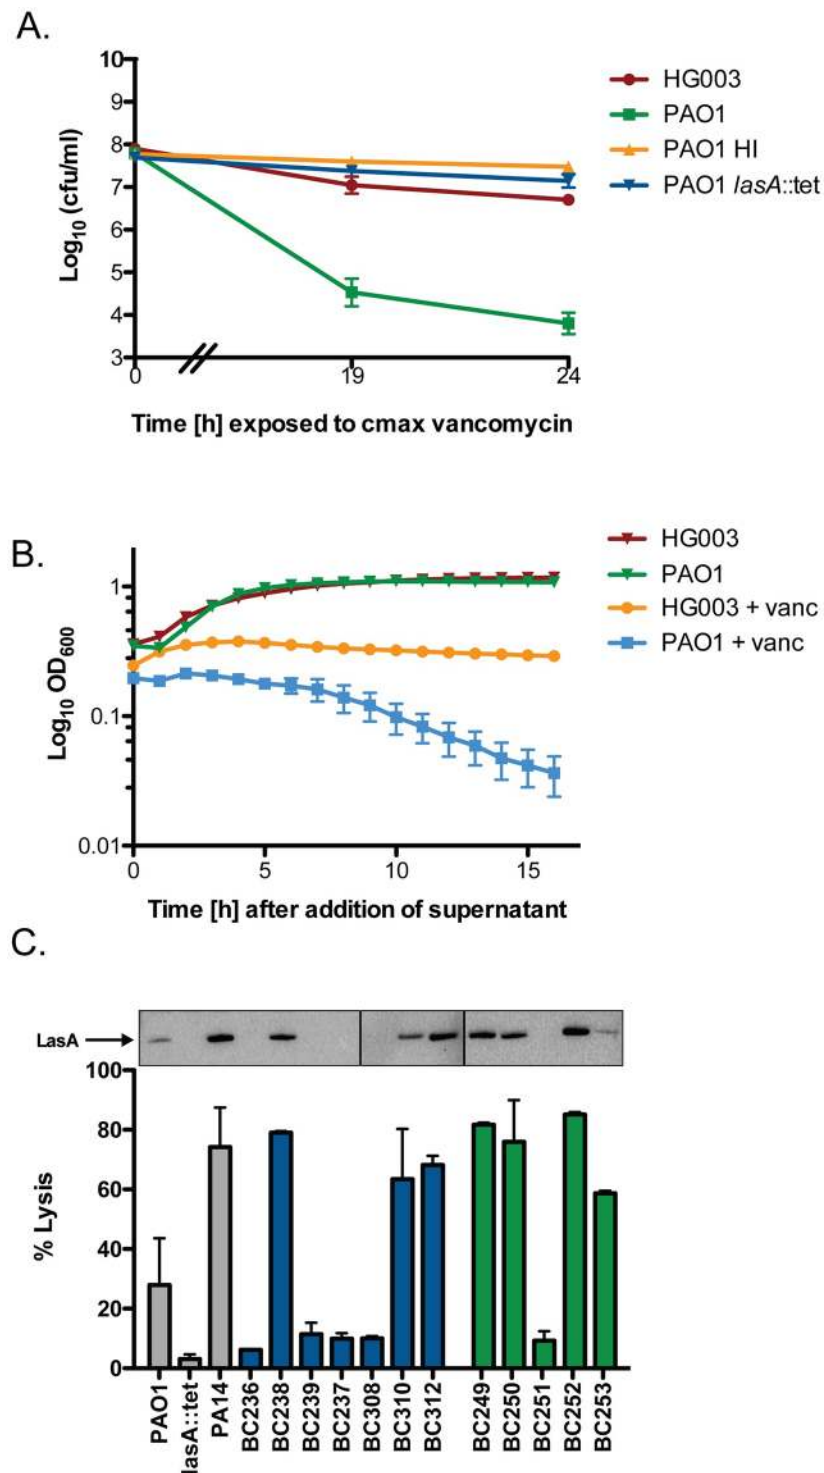 A.
Log10 (cfu/ml)
10
9
8
7
6
5
4
3
0
19
24
Time [h] exposed to cmax vancomycin
HG003
PAO1
PAO1 HI
PAO1 lasA::tet
B.
Log10 OD600
1
0.1
0.01
0
5
10
15
Time [h] after addition of supernatant
HG003
PAO1
HG003 + vanc
PAO1 + vanc
C.
LasA
% Lysis
100
80
60
40
20
0
PAO1
lasA::tet
PA14
BC236
BC238
BC239
BC237
BC308
BC310
BC312
BC249
BC250
BC251
BC252
BC253